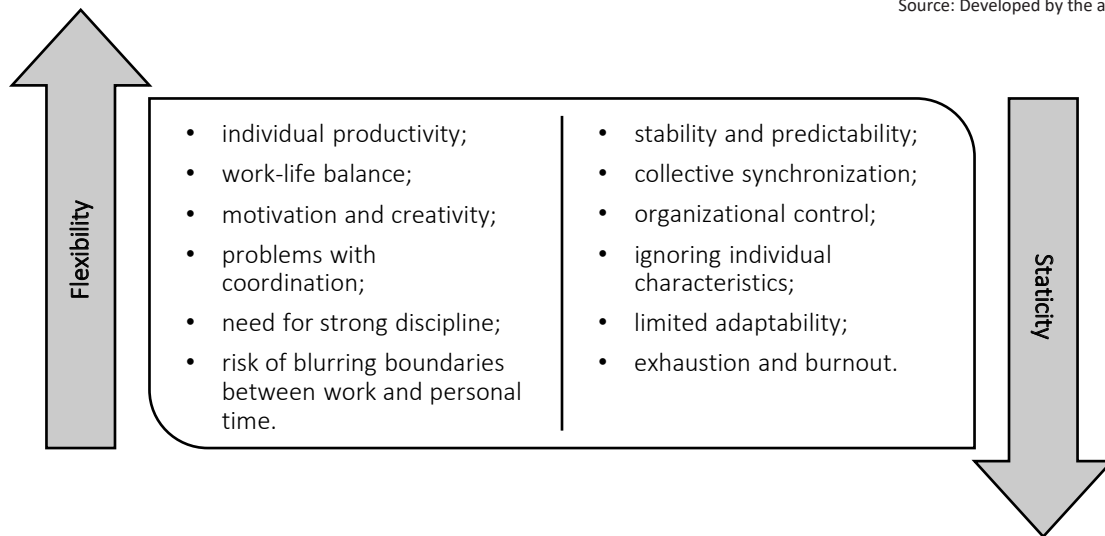 Source: Developed by the a
Flexibility
• individual productivity;
• work-life balance;
• motivation and creativity;
• problems with
coordination;
• need for strong discipline;
• risk of blurring boundaries
between work and personal
time.
• stability and predictability;
• collective synchronization;
• organizational control;
• ignoring individual
characteristics;
• limited adaptability;
• exhaustion and burnout.
Staticity